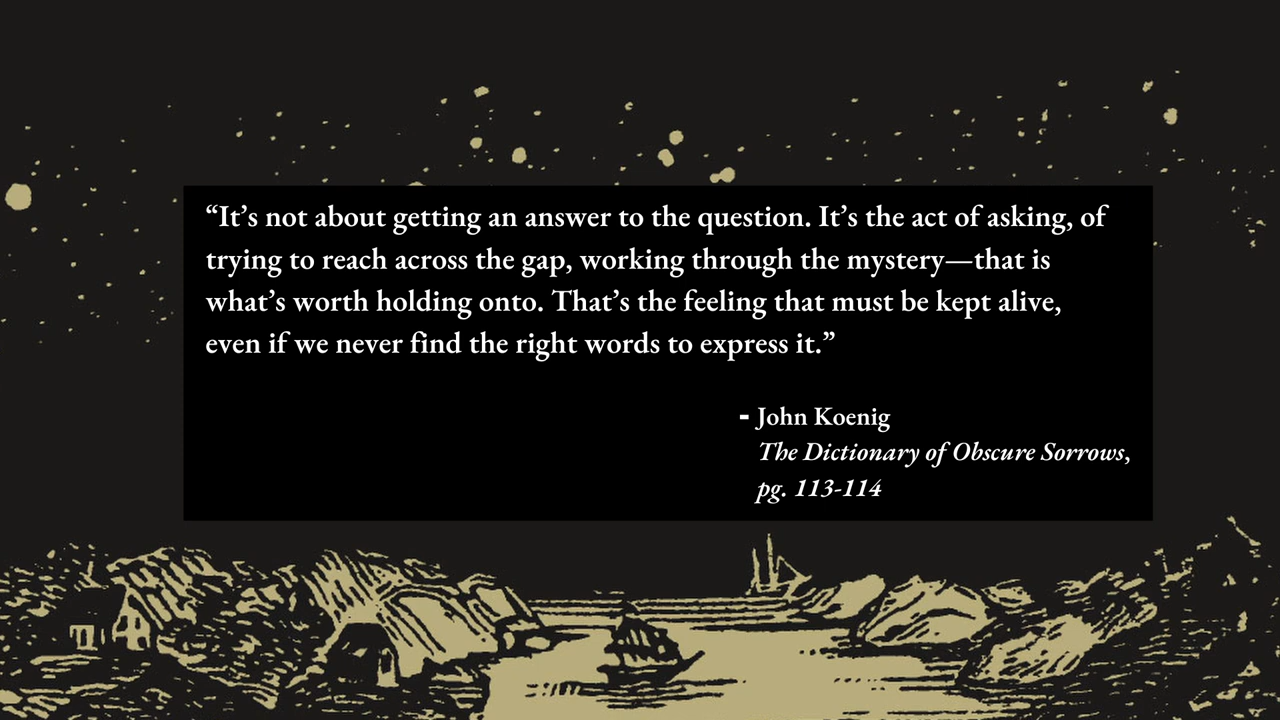 “It’s not about getting an answer to the question. It’s the act of asking, of
trying to reach across the gap, working through the mystery—that is
what’s worth holding onto. That’s the feeling that must be kept alive,
even if we never find the right words to express it.”
- John Koenig
The Dictionary of Obscure Sorrows,
pg. 113-114